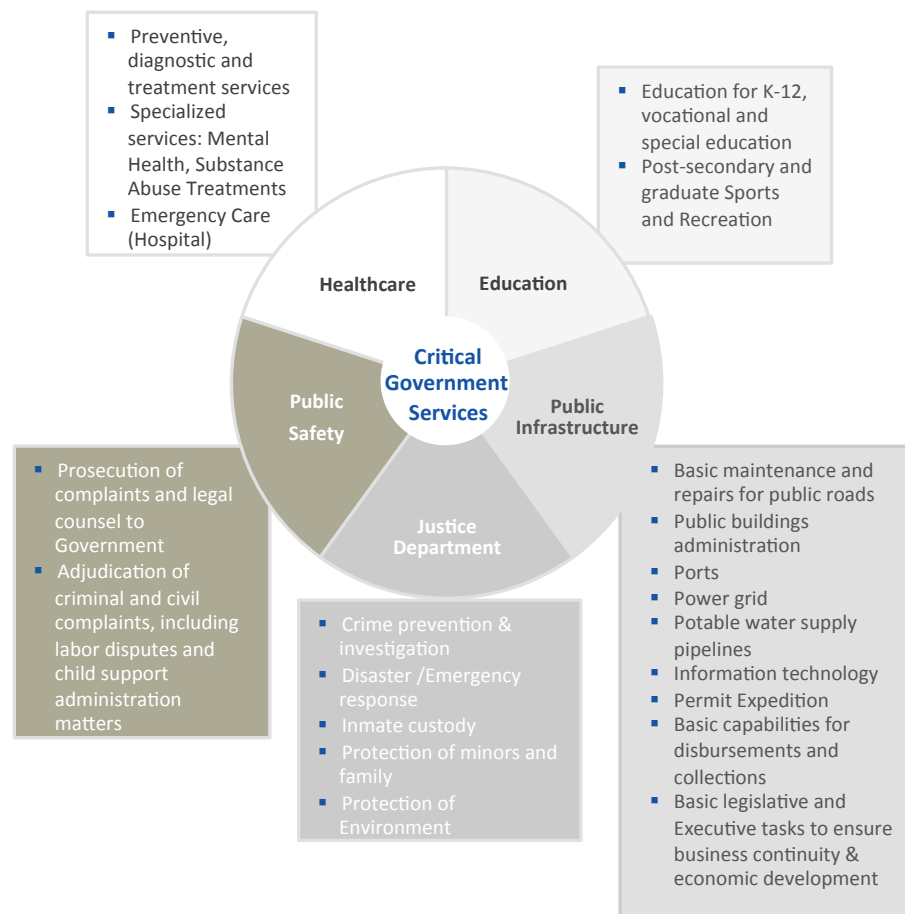 ▪ Preventive,
diagnostic and
treatment services
▪ Specialized
services: Mental
Health, Substance
Abuse Treatments
▪ Emergency Care
(Hospital)
▪ Education for K-12,
vocational and
special education
▪ Post-secondary and
graduate Sports
and Recreation
Healthcare
Education
Critical
Government
Services
Public
Safety
Public
Infrastructure
Justice
Department
▪ Prosecution of
complaints and legal
counsel to
Government
▪ Adjudication of
criminal and civil
complaints, including
labor disputes and
child support
administration
matters
▪ Crime prevention &
investigation
▪ Disaster /Emergency
response
▪ Inmate custody
▪ Protection of minors and
family
▪ Protection of
Environment
▪ Basic maintenance and
repairs for public roads
▪ Public buildings
administration
▪ Ports
▪ Power grid
▪ Potable water supply
pipelines
▪ Information technology
▪ Permit Expedition
▪ Basic capabilities for
disbursements and
collections
▪ Basic legislative and
Executive tasks to ensure
business continuity &
economic development